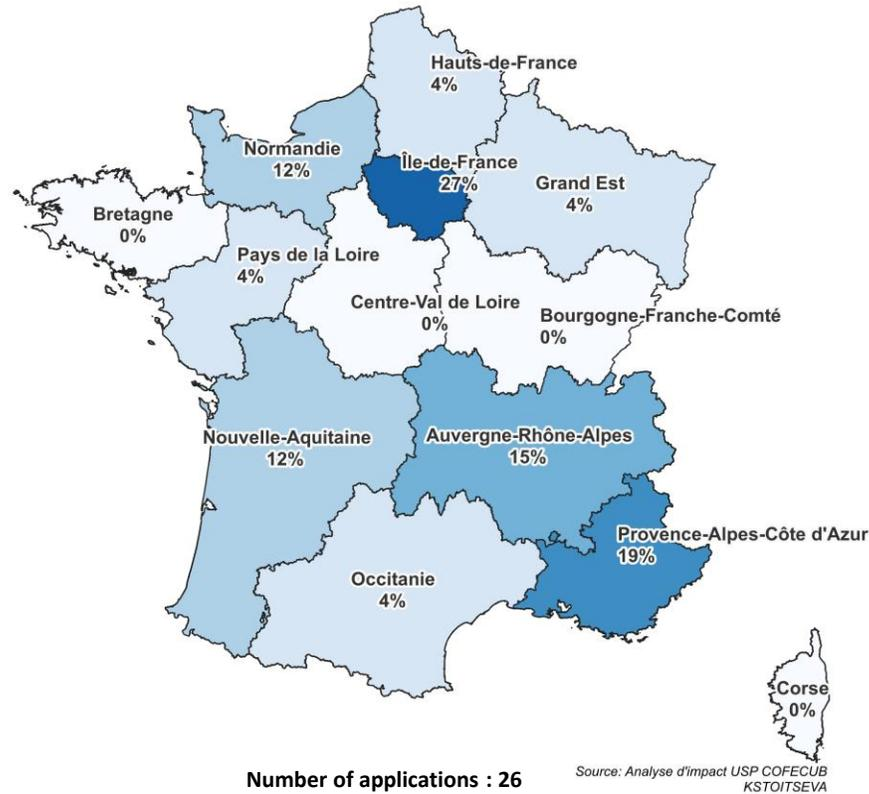 Hauts-de-France
4%
Normandie
12%
Île-de-France
27%
Grand Est
4%
Bretagne
0%
Pays de la Loire
4%
Centre-Val de Loire
0%
Bourgogne-Franche-Comté
0%
Nouvelle-Aquitaine
12%
Auvergne-Rhône-Alpes
15%
Provence-Alpes-Côte d'Azur
19%
Occitanie
4%
Corse
0%
Number of applications : 26
Source: Analyse d'impact USP COFECUB
KSTOITSEVA